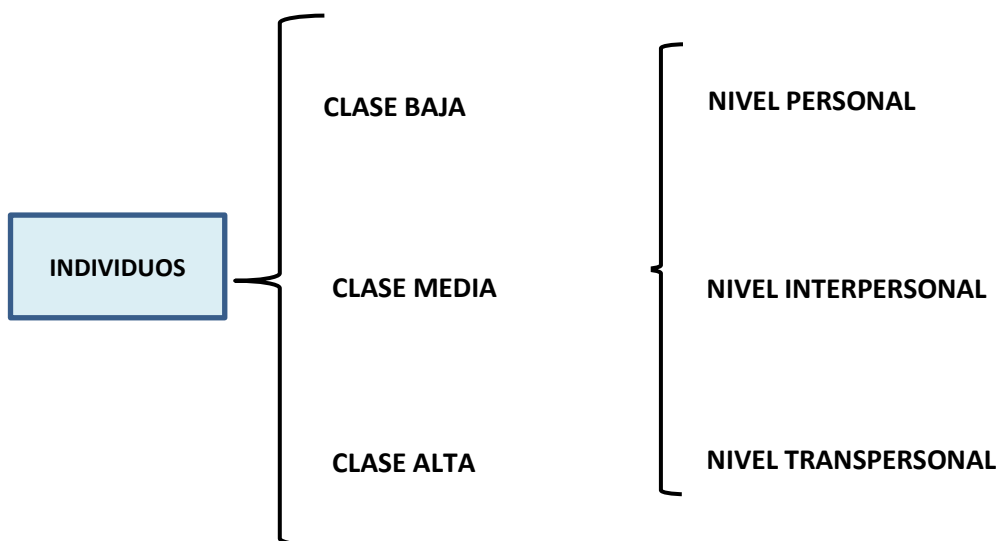 INDIVIDUOS
CLASE BAJA
CLASE MEDIA
CLASE ALTA
NIVEL PERSONAL
NIVEL INTERPERSONAL
NIVEL TRANSPERSONAL